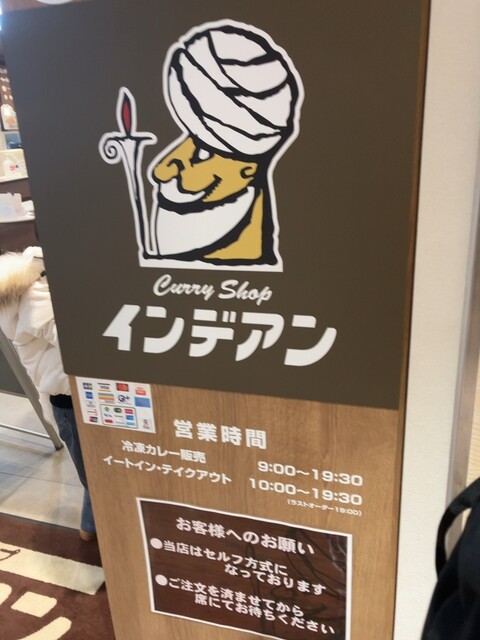 Curry Shop
インデアン
営業時間
冷凍カレー販売 9:00〜19:30
イートイン・テイクアウト 10:00〜19:30
(ラストオーダー19:00)
お客様へのお願い
●当店はセルフ方式に
なっております
●ご注文を済ませてから
席にてお待ちください